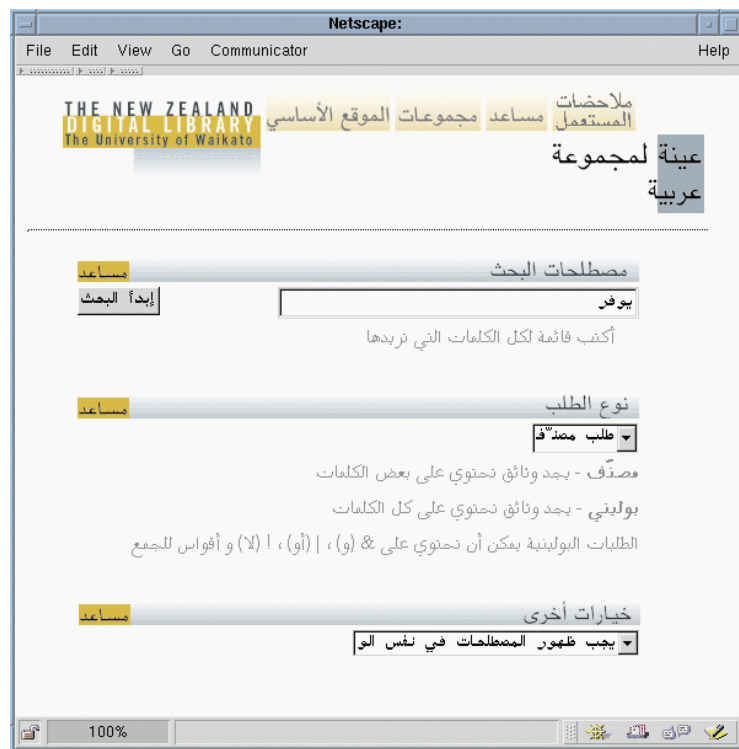 Netscape:
File Edit View Go Communicator Help
THE NEW ZEALAND
DIGITAL LIBRARY
The University of Waikato
ملاحضات
المستعمل
مساعد
مجموعات
الموقع الأساسي
عينة لمجموعة
عربية
مصطلحات البحث
مساعد
يوفر
إبدأ البحث
أكتب قائمة لكل الكلمات التي تريدها
نوع الطلب
مساعد
طلب مصنّف
مصنّف - يجد وثائق تحتوي على بعض الكلمات
بوليني - يجد وثائق تحتوي على كل الكلمات
الطلبات البولينية يمكن أن تحتوي على & (و) ، | (أو) ، ! (لا) و أقواس للجمع
خيارات أخرى
مساعد
يجب ظهور المصطلحات في نفس الو
100%